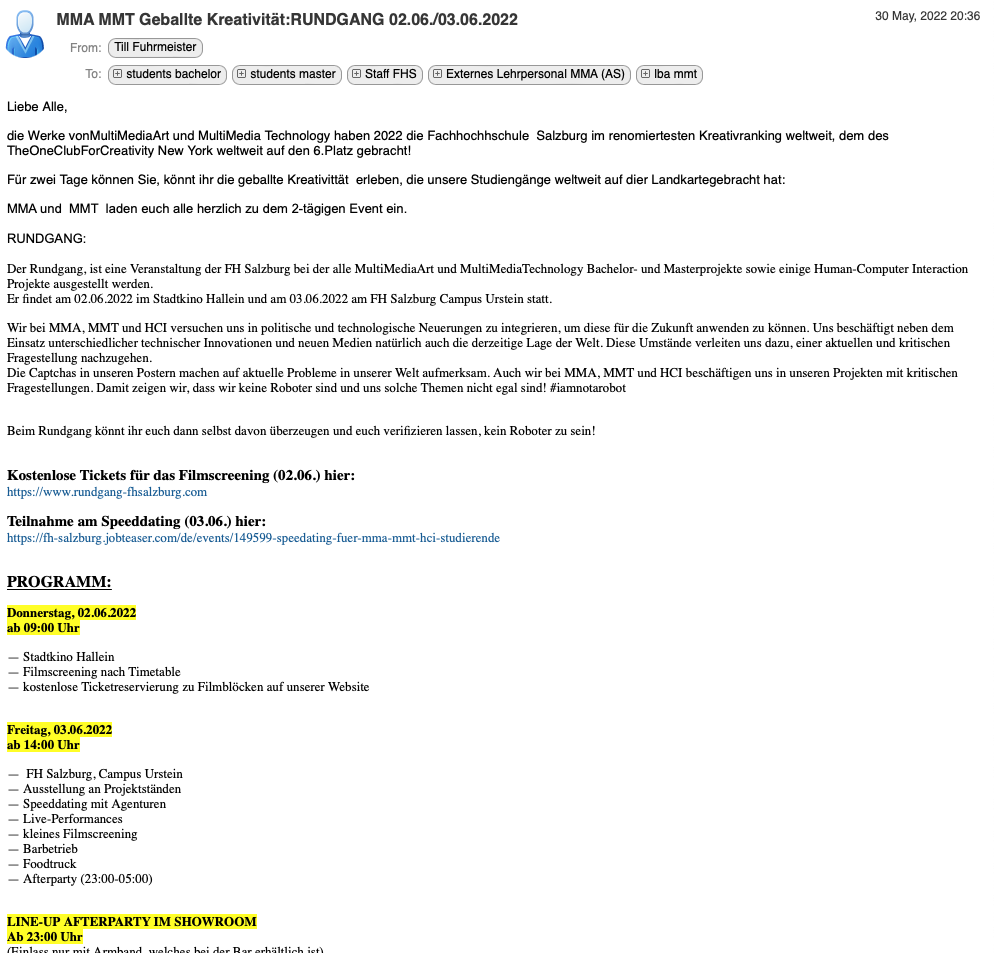 MMA MMT Geballte Kreativität:RUNDGANG 02.06./03.06.2022
30 May, 2022 20:36
From: Till Fuhrmeister
To: students bachelor students master Staff FHS Externes Lehrpersonal MMA (AS) lba mmt
Liebe Alle,
die Werke vonMultiMediaArt und MultiMedia Technology haben 2022 die Fachhochhschule Salzburg im renomiertesten Kreativranking weltweit, dem des
TheOneClubForCreativity New York weltweit auf den 6.Platz gebracht!
Für zwei Tage können Sie, könnt ihr die geballte Kreativittät erleben, die unsere Studiengänge weltweit auf dier Landkartegebracht hat:
MMA und MMT laden euch alle herzlich zu dem 2-tägigen Event ein.
RUNDGANG:
Der Rundgang, ist eine Veranstaltung der FH Salzburg bei der alle MultiMediaArt und MultiMediaTechnology Bachelor- und Masterprojekte sowie einige Human-Computer Interaction
Projekte ausgestellt werden.
Er findet am 02.06.2022 im Stadtkino Hallein und am 03.06.2022 am FH Salzburg Campus Urstein statt.
Wir bei MMA, MMT und HCI versuchen uns in politische und technologische Neuerungen zu integrieren, um diese für die Zukunft anwenden zu können. Uns beschäftigt neben dem
Einsatz unterschiedlicher technischer Innovationen und neuen Medien natürlich auch die derzeitige Lage der Welt. Diese Umstände verleiten uns dazu, einer aktuellen und kritischen
Fragestellung nachzugehen.
Die Captchas in unseren Postern machen auf aktuelle Probleme in unserer Welt aufmerksam. Auch wir bei MMA, MMT und HCI beschäftigen uns in unseren Projekten mit kritischen
Fragestellungen. Damit zeigen wir, dass wir keine Roboter sind und uns solche Themen nicht egal sind! #iamnotarobot
Beim Rundgang könnt ihr euch dann selbst davon überzeugen und euch verifizieren lassen, kein Roboter zu sein!
Kostenlose Tickets für das Filmscreening (02.06.) hier:
https://www.rundgang-fhsalzburg.com
Teilnahme am Speeddating (03.06.) hier:
https://fh-salzburg.jobteaser.com/de/events/149599-speedating-fuer-mma-mmt-hci-studierende
PROGRAMM:
Donnerstag, 02.06.2022
ab 09:00 Uhr
— Stadtkino Hallein
— Filmscreening nach Timetable
— kostenlose Ticketreservierung zu Filmblöcken auf unserer Website
Freitag, 03.06.2022
ab 14:00 Uhr
— FH Salzburg, Campus Urstein
— Ausstellung an Projektständen
— Speeddating mit Agenturen
— Live-Performances
— kleines Filmscreening
— Barbetrieb
— Foodtruck
— Afterparty (23:00-05:00)
LINE-UP AFTERPARTY IM SHOWROOM
Ab 23:00 Uhr
(Einlass nur mit Armband, welches bei der Bar erhältlich ist)